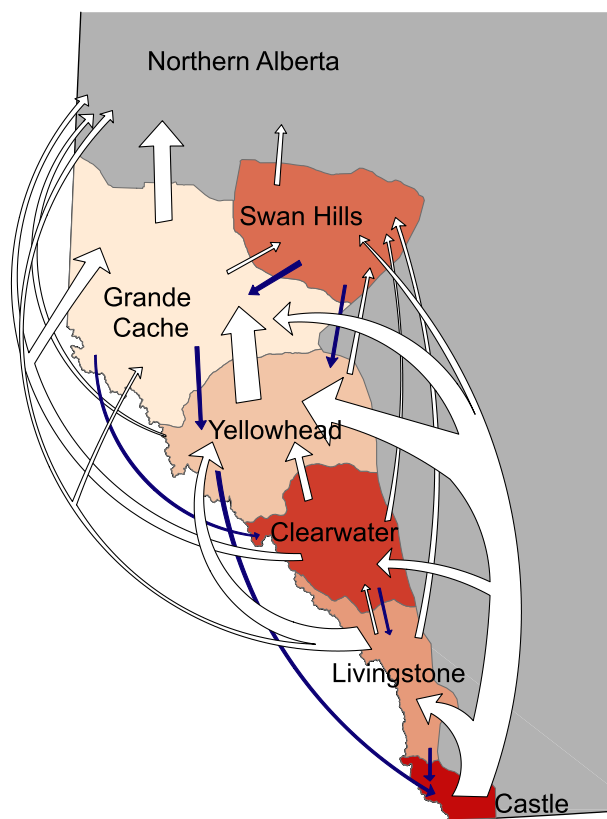 Northern Alberta
Swan Hills
Grande
Cache
Yellowhead
Clearwater
Livingstone
Castle